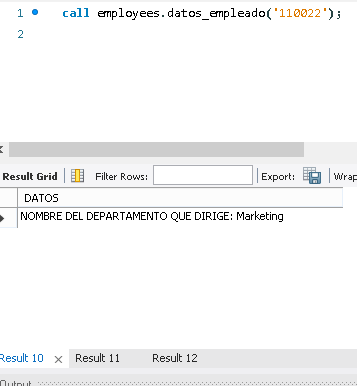 1 call employees.datos_empleado('110022');
2
Result Grid Filter Rows: Export: Wrap
DATOS
NOMBRE DEL DEPARTAMENTO QUE DIRIGE: Marketing
Result 10 × Result 11 Result 12
Output